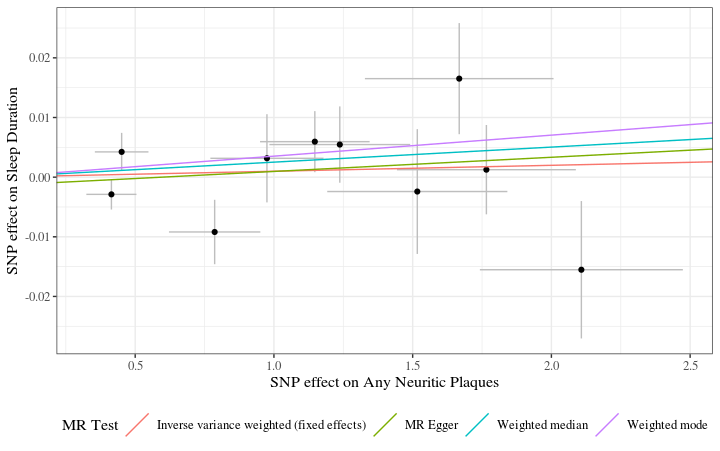 SNP effect on Sleep Duration
0.02
0.01
0.00
-0.01
-0.02
0.5 1.0 1.5 2.0 2.5
SNP effect on Any Neuritic Plaques
MR Test Inverse variance weighted (fixed effects) MR Egger Weighted median Weighted mode